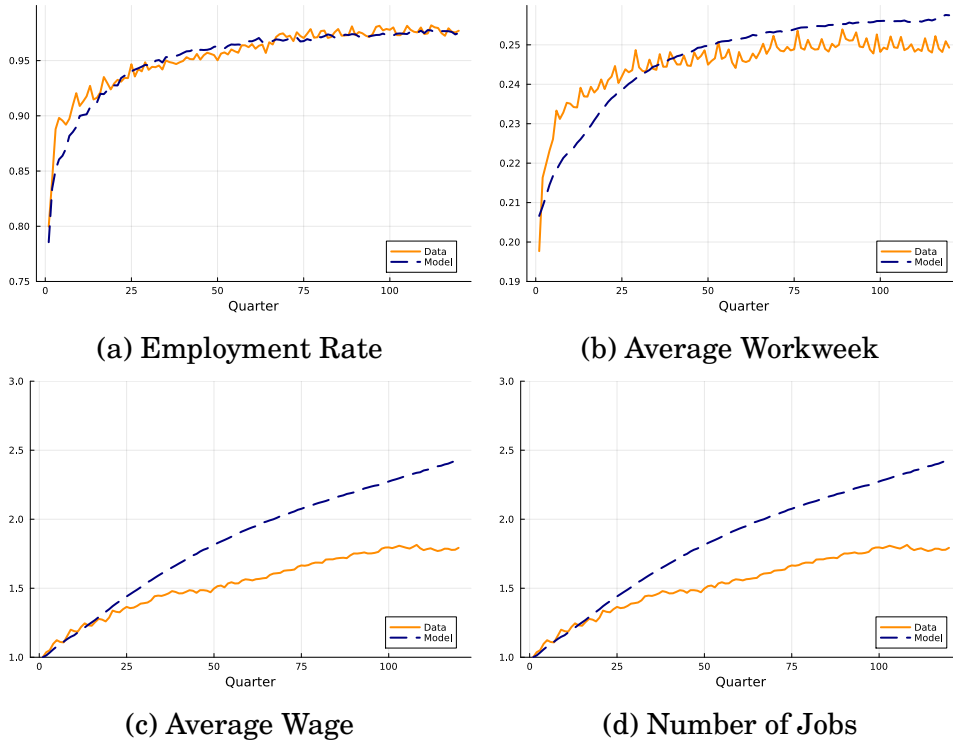 0.95
0.90
0.85
0.80
0.75
0 25 50 75 100
Quarter
Data
Model
(a) Employment Rate
0.25
0.24
0.23
0.22
0.21
0.20
0.19
0 25 50 75 100
Quarter
Data
Model
(b) Average Workweek
3.0
2.5
2.0
1.5
1.0
0 25 50 75 100
Quarter
Data
Model
(c) Average Wage
3.0
2.5
2.0
1.5
1.0
0 25 50 75 100
Quarter
Data
Model
(d) Number of Jobs